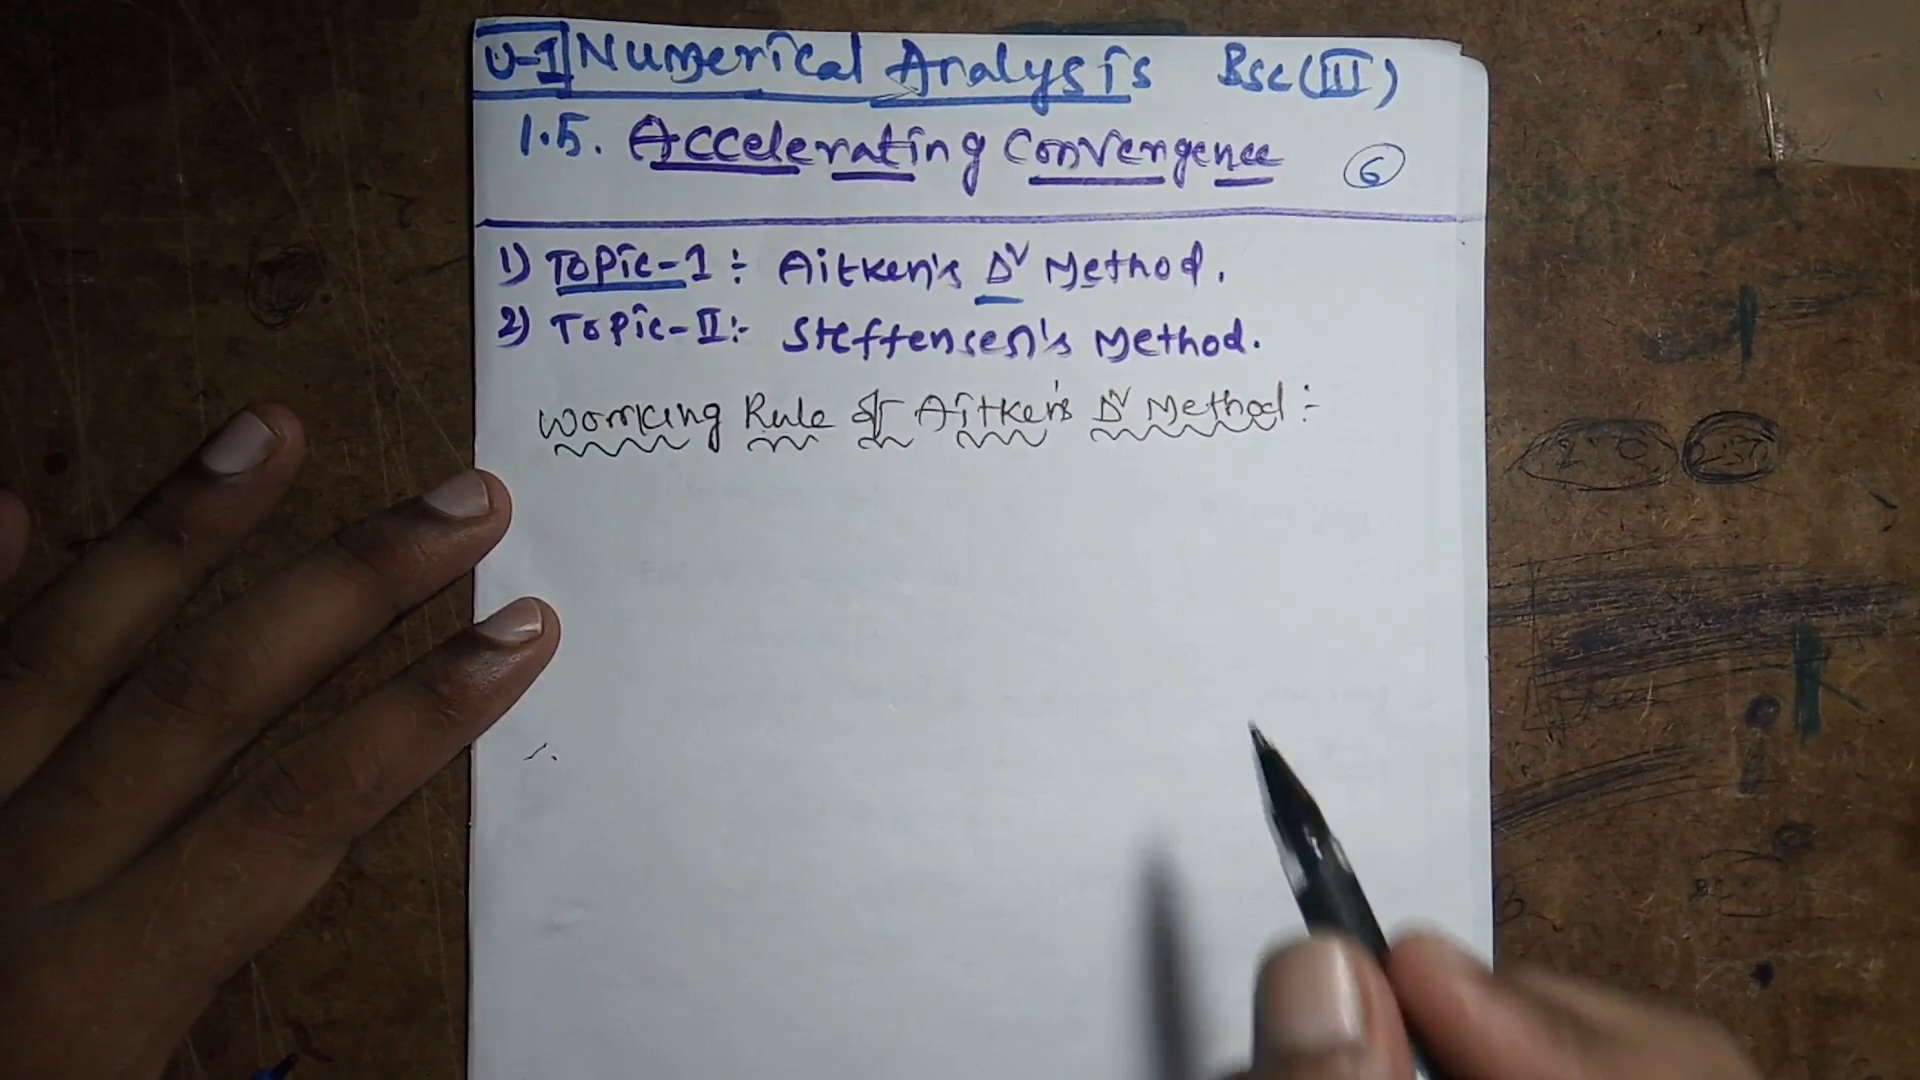 U-1 Numerical Analysis Bsc (III)
1.5. Accelerating Convergence 6
1) Topic-1 :- Aitken's Δ² Method.
2) Topic-II :- Steffensen's Method.
Working Rule of Aitken's Δ² Method :-